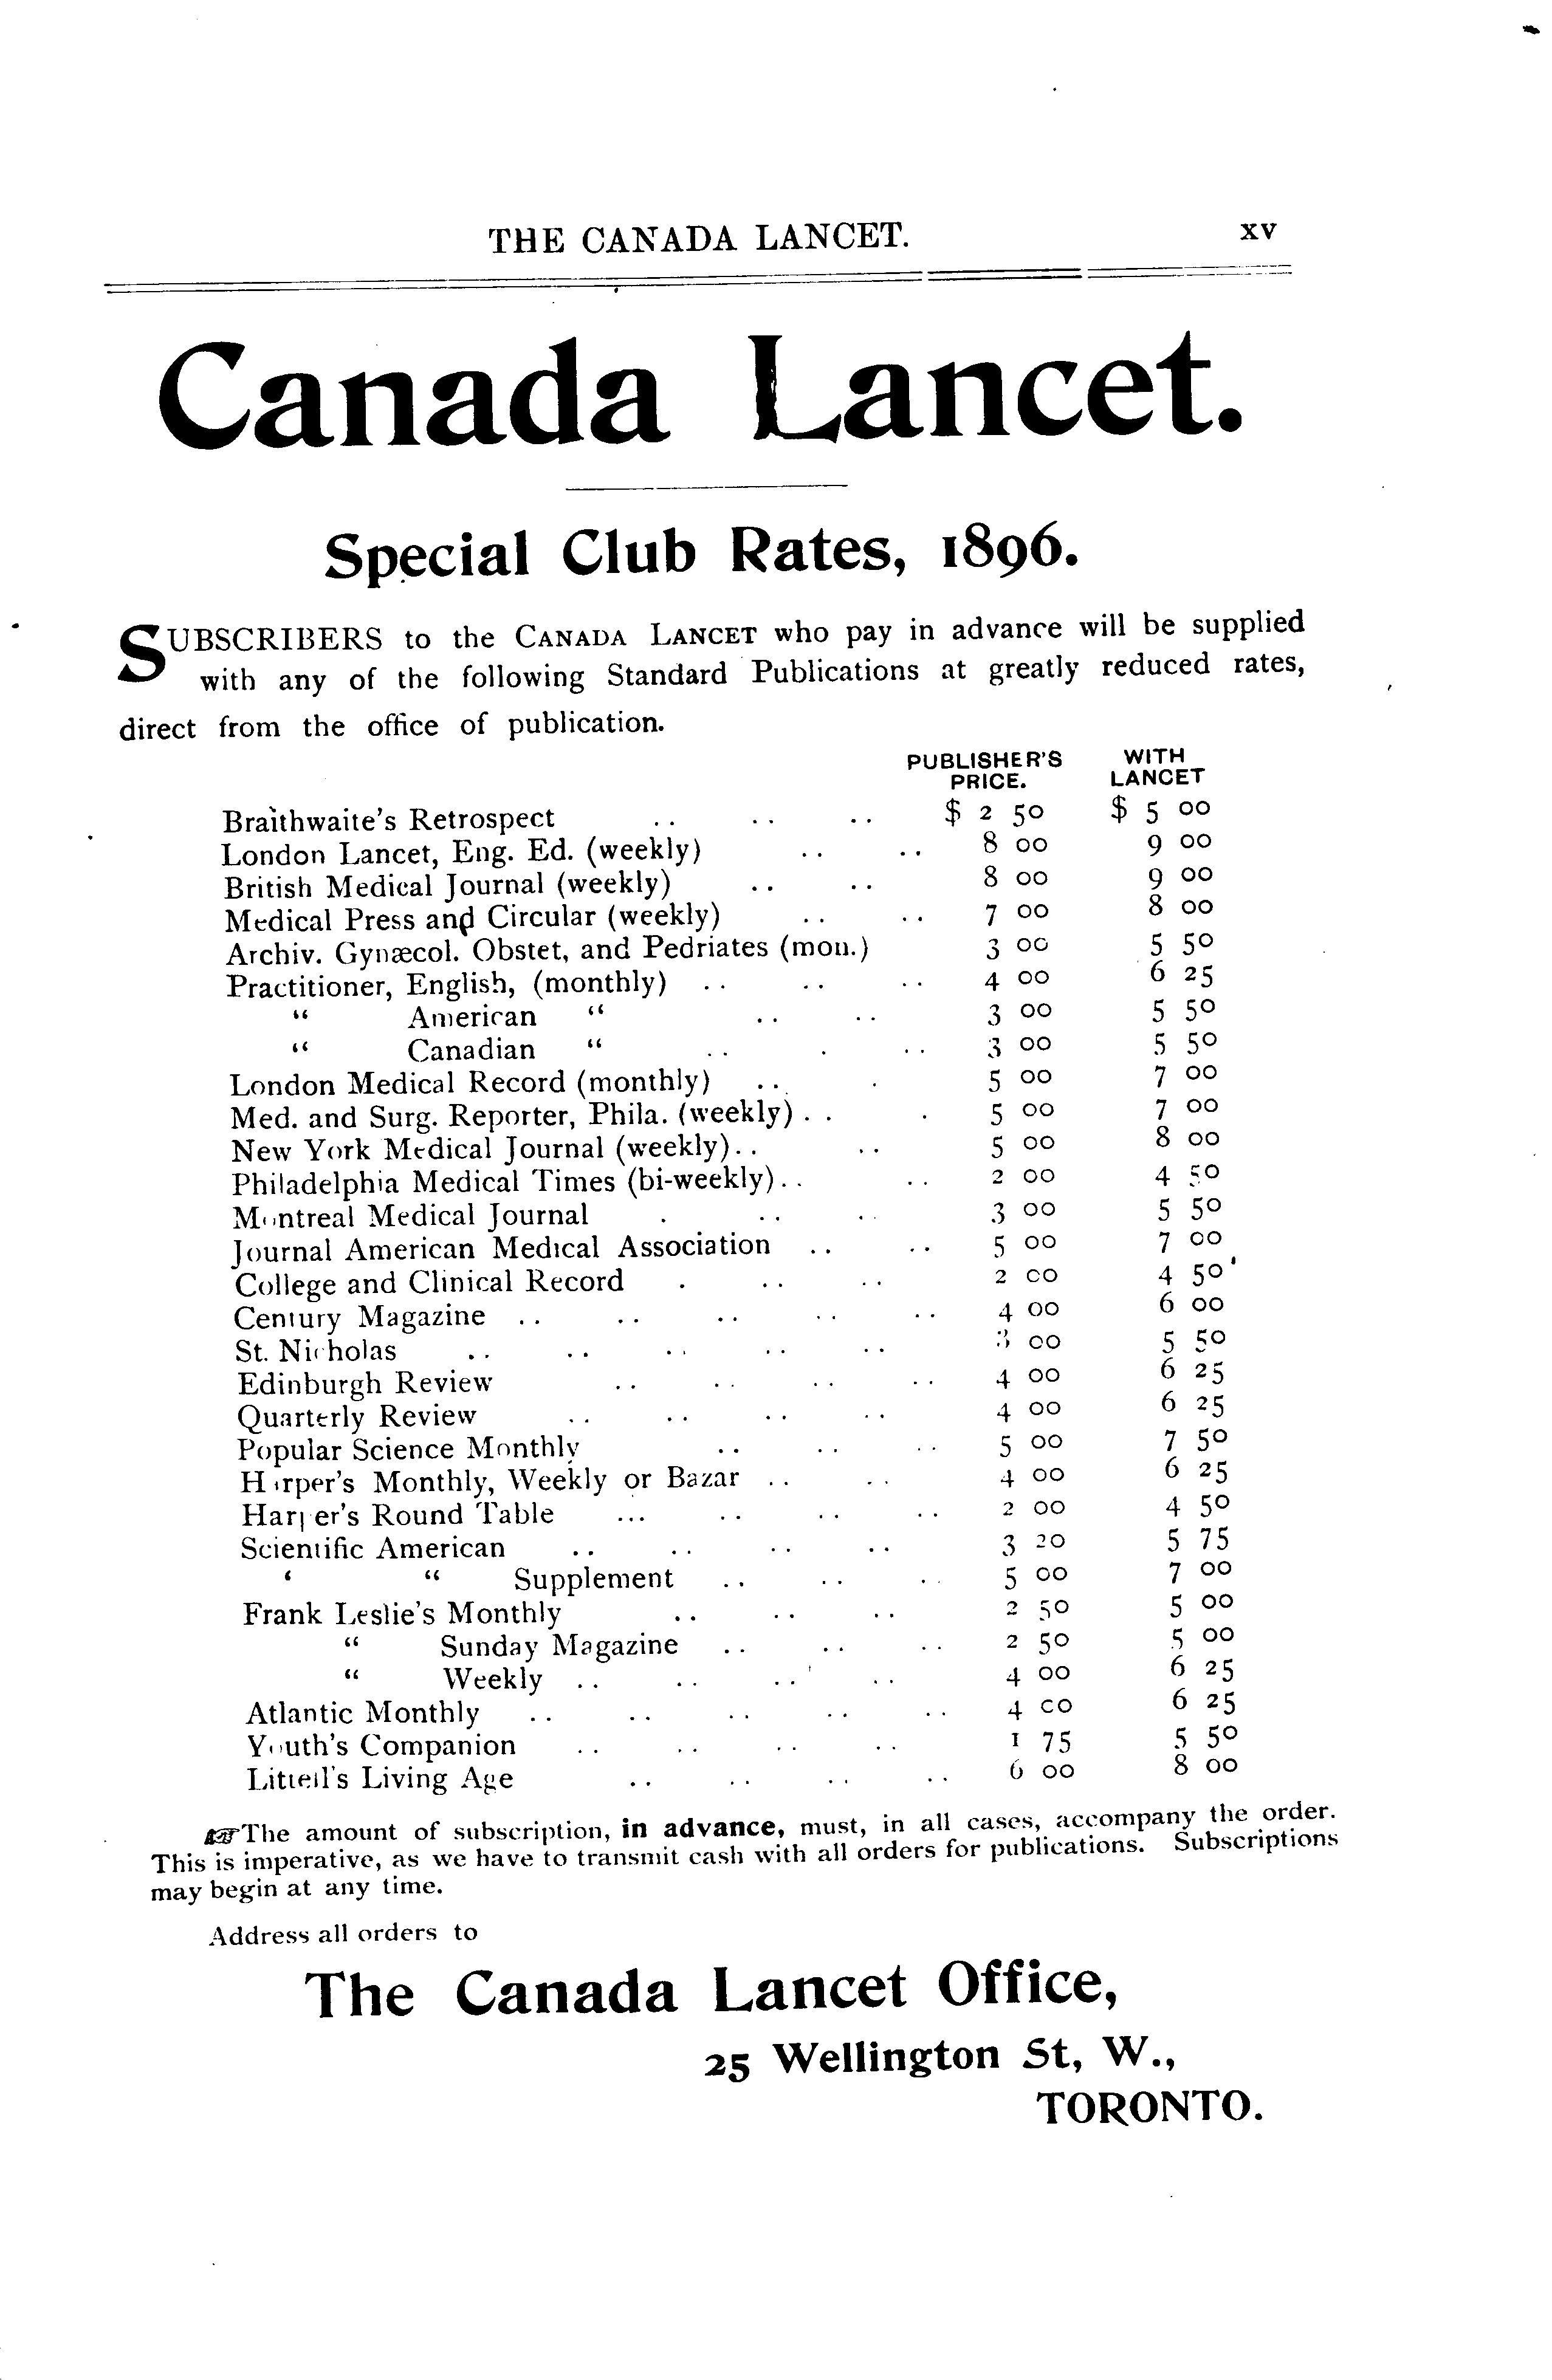 THE CANADA LANCET. xv
Canada Lancet.
Special Club Rates, 1896.
SUBSCRIBERS to the CANADA LANCET who pay in advance will be supplied
with any of the following Standard Publications at greatly reduced rates,
direct from the office of publication.
PUBLISHER'S PRICE. WITH LANCET
Braithwaite's Retrospect .. .. .. $ 2 50 $ 5 00
London Lancet, Eng. Ed. (weekly) .. .. 8 00 9 00
British Medical Journal (weekly) .. .. 8 00 9 00
Medical Press and Circular (weekly) .. .. 7 00 8 00
Archiv. Gynæcol. Obstet, and Pedriates (mon.) 3 00 5 50
Practitioner, English, (monthly) .. .. .. 4 00 6 25
" American " .. .. 3 00 5 50
" Canadian " .. . .. 3 00 5 50
London Medical Record (monthly) .. . 5 00 7 00
Med. and Surg. Reporter, Phila. (weekly) .. . 5 00 7 00
New York Medical Journal (weekly).. .. 5 00 8 00
Philadelphia Medical Times (bi-weekly).. .. 2 00 4 50
Montreal Medical Journal . .. .. 3 00 5 50
Journal American Medical Association .. .. 5 00 7 00
College and Clinical Record . .. .. 2 00 4 50
Century Magazine .. .. .. .. .. 4 00 6 00
St. Nicholas .. .. .. .. .. 3 00 5 50
Edinburgh Review .. .. .. .. 4 00 6 25
Quarterly Review .. .. .. .. 4 00 6 25
Popular Science Monthly .. .. .. 5 00 7 50
Harper's Monthly, Weekly or Bazar .. .. 4 00 6 25
Harper's Round Table ... .. .. .. 2 00 4 50
Scientific American .. .. .. .. 3 20 5 75
" " Supplement .. .. .. 5 00 7 00
Frank Leslie's Monthly .. .. .. 2 50 5 00
" Sunday Magazine .. .. .. 2 50 5 00
" Weekly .. .. .. .. 4 00 6 25
Atlantic Monthly .. .. .. .. .. 4 00 6 25
Youth's Companion .. .. .. .. 1 75 5 50
Littell's Living Age .. .. .. .. 6 00 8 00
☞The amount of subscription, in advance, must, in all cases, accompany the order.
This is imperative, as we have to transmit cash with all orders for publications. Subscriptions
may begin at any time.
Address all orders to
The Canada Lancet Office,
25 Wellington St, W.,
TORONTO.